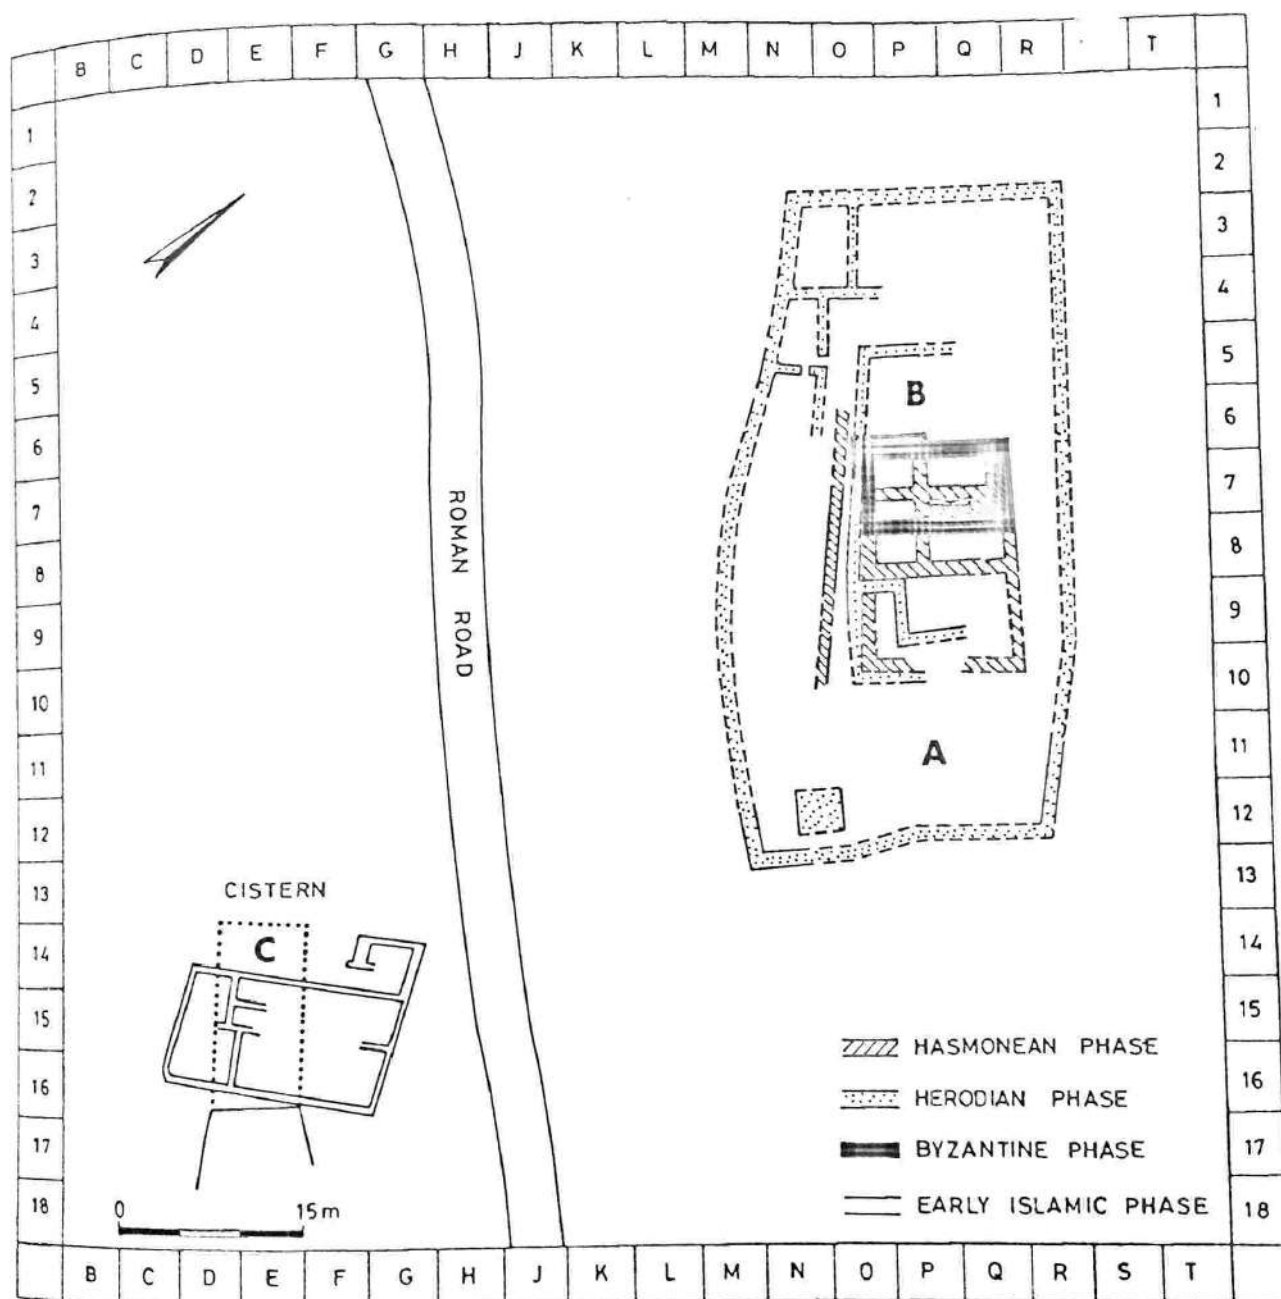 B C D E F G H J K L M N O P Q R T
1 1
2 2
3 3
4 4
5 5
6 6
7 7
8 8
9 9
10 10
11 11
12 12
13 13
14 14
15 15
16 16
17 17
18 18
B
ROMAN ROAD
A
CISTERN
C
HASMONEAN PHASE
HERODIAN PHASE
BYZANTINE PHASE
EARLY ISLAMIC PHASE
0 15m
B C D E F G H J K L M N O P Q R S T